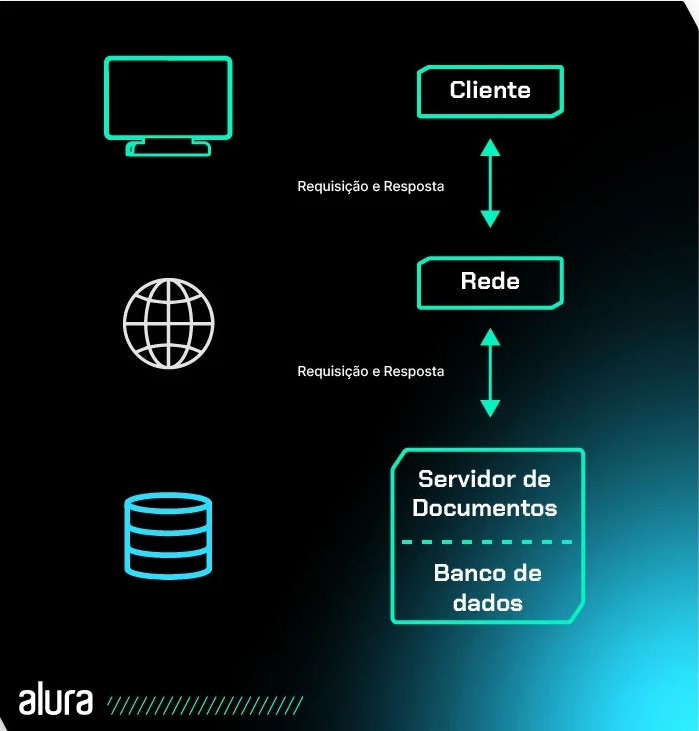 Cliente
Requisição e Resposta
Rede
Requisição e Resposta
Servidor de
Documentos
Banco de
dados
alura